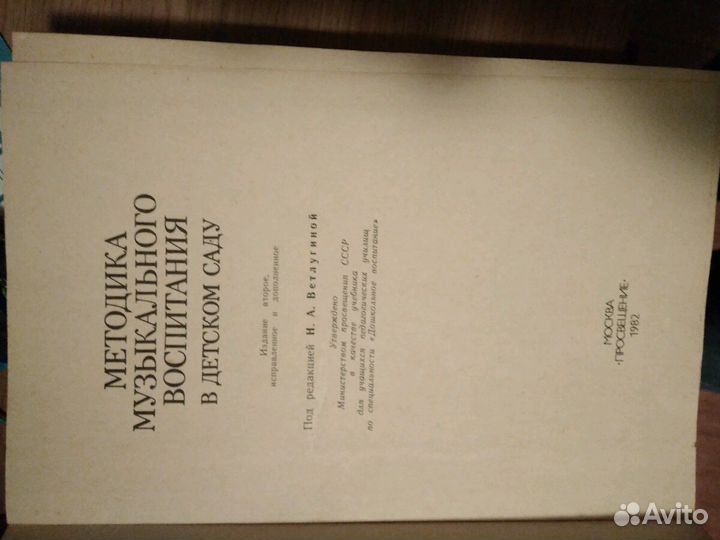 МЕТОДИКА
МУЗЫКАЛЬНОГО
ВОСПИТАНИЯ
В ДЕТСКОМ САДУ
Издание второе,
исправленное и дополненное
Под редакцией Н. А. Ветлугиной
Утверждено
Министерством просвещения СССР
в качестве учебника
для учащихся педагогических училищ
по специальности «Дошкольное воспитание»
МОСКВА
·ПРОСВЕЩЕНИЕ·
1982
Avito